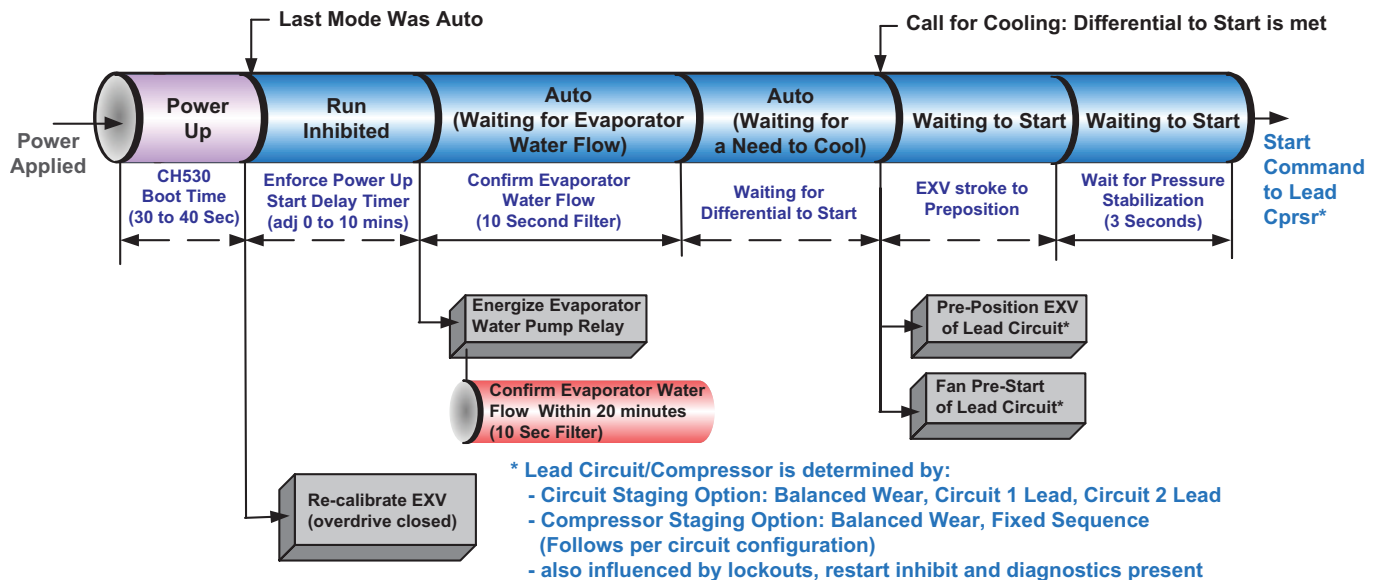 Last Mode Was Auto
Call for Cooling: Differential to Start is met
Power
Applied
Power
Up
Run
Inhibited
Auto
(Waiting for Evaporator
Water Flow)
Auto
(Waiting for
a Need to Cool)
Waiting to Start
Waiting to Start
Start
Command
to Lead
Cprsr*
CH530
Boot Time
(30 to 40 Sec)
Enforce Power Up
Start Delay Timer
(adj 0 to 10 mins)
Confirm Evaporator
Water Flow
(10 Second Filter)
Waiting for
Differential to Start
EXV stroke to
Preposition
Wait for Pressure
Stabilization
(3 Seconds)
Energize Evaporator
Water Pump Relay
Confirm Evaporator Water
Flow Within 20 minutes
(10 Sec Filter)
Pre-Position EXV
of Lead Circuit*
Fan Pre-Start
of Lead Circuit*
Re-calibrate EXV
(overdrive closed)
* Lead Circuit/Compressor is determined by:
- Circuit Staging Option: Balanced Wear, Circuit 1 Lead, Circuit 2 Lead
- Compressor Staging Option: Balanced Wear, Fixed Sequence
(Follows per circuit configuration)
- also influenced by lockouts, restart inhibit and diagnostics present